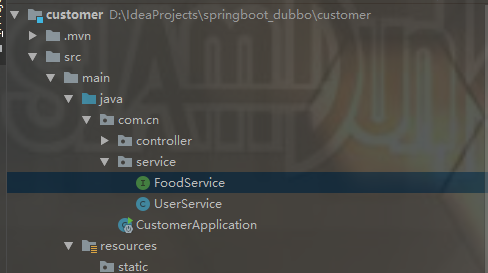 customer D:\IdeaProjects\springboot_dubbo\customer
.mvn
src
main
java
com.cn
controller
service
I FoodService
C UserService
CustomerApplication
resources
static